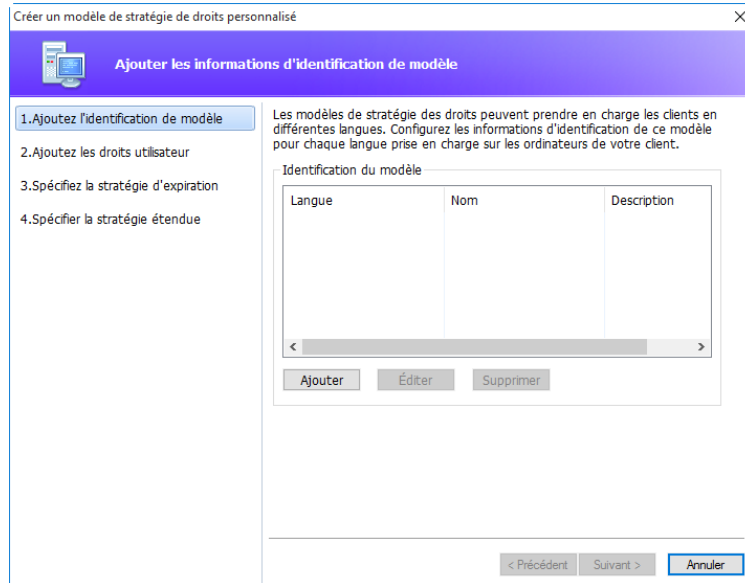 Créer un modèle de stratégie de droits personnalisé
Ajouter les informations d'identification de modèle
1.Ajoutez l'identification de modèle
2.Ajoutez les droits utilisateur
3.Spécifiez la stratégie d'expiration
4.Spécifier la stratégie étendue
Les modèles de stratégie des droits peuvent prendre en charge les clients en
différentes langues. Configurez les informations d'identification de ce modèle
pour chaque langue prise en charge sur les ordinateurs de votre client.
Identification du modèle
Langue Nom Description
Ajouter Éditer Supprimer
< Précédent Suivant > Annuler